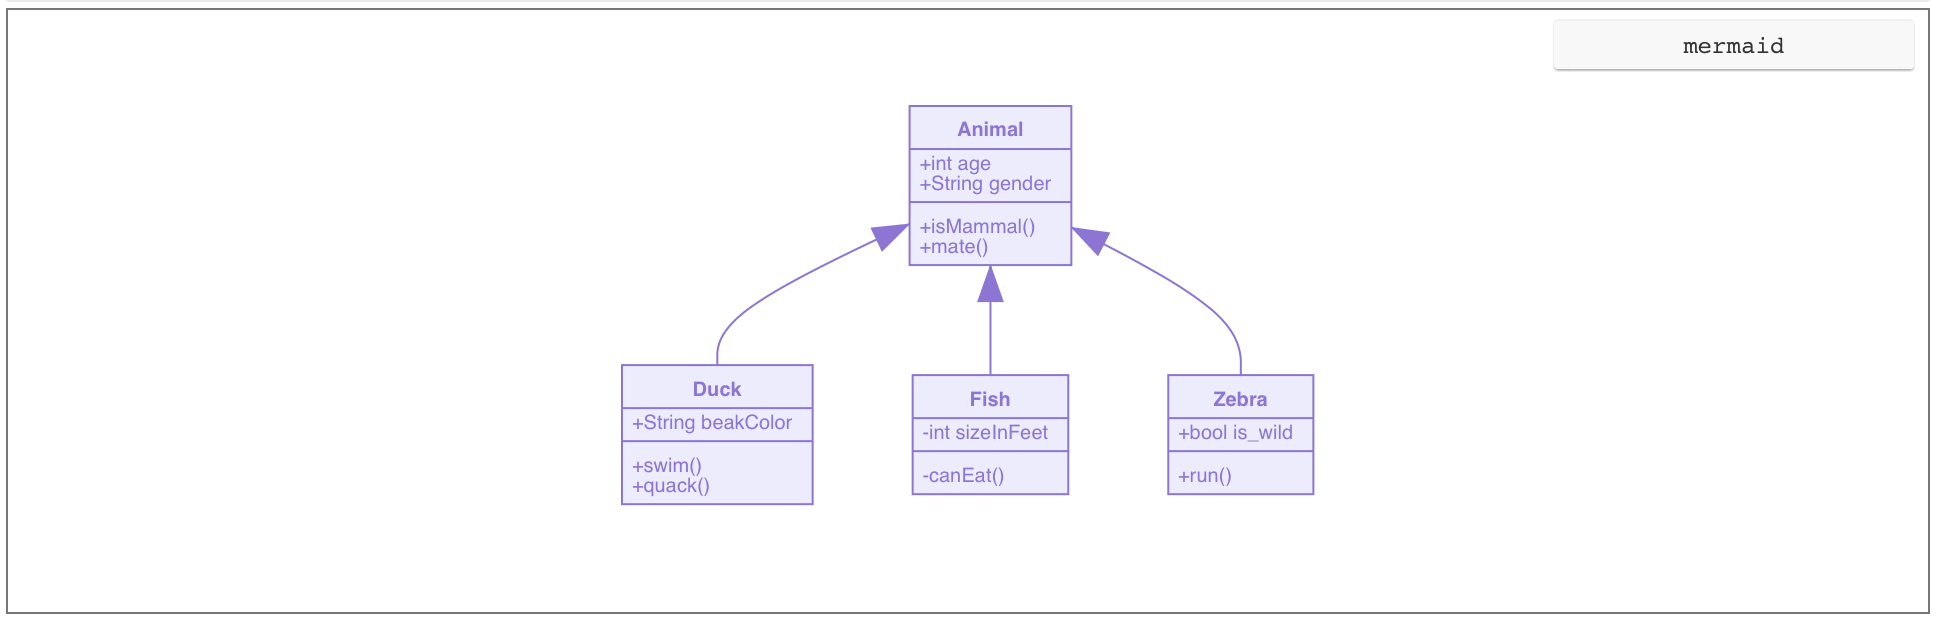 mermaid
Animal
+int age
+String gender
+isMammal()
+mate()
Duck
+String beakColor
+swim()
+quack()
Fish
-int sizeInFeet
-canEat()
Zebra
+bool is_wild
+run()